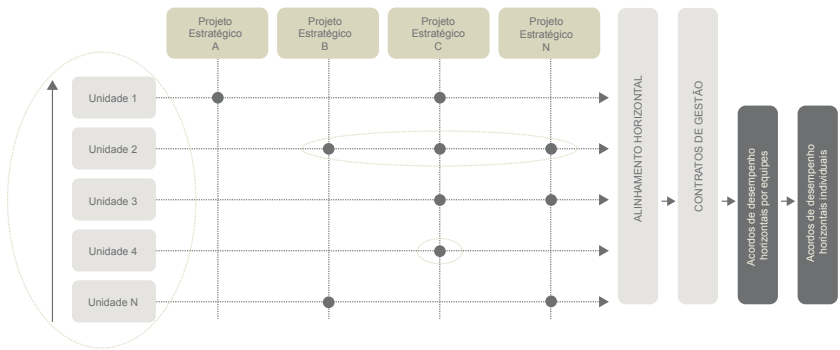 Projeto
Estratégico
A
Projeto
Estratégico
B
Projeto
Estratégico
C
Projeto
Estratégico
N
Unidade 1
Unidade 2
Unidade 3
Unidade 4
Unidade N
ALINHAMENTO HORIZONTAL
CONTRATOS DE GESTÃO
Acordos de desempenho
horizontais por equipes
Acordos de desempenho
horizontais individuais